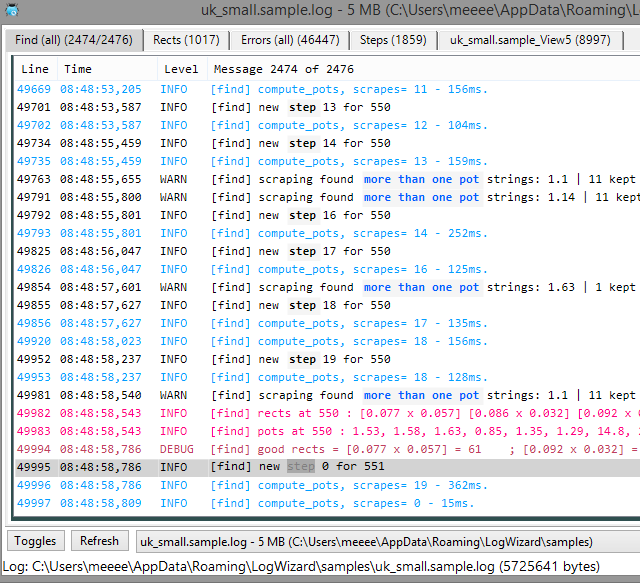 uk_small.sample.log - 5 MB (C:\Users\meeee\AppData\Roaming\LogWizard
Find (all) (2474/2476) Rects (1017) Errors (all) (46447) Steps (1859) uk_small.sample_View5 (8997)
Line Time Level Message 2474 of 2476
49669 08:48:53,205 INFO [find] compute_pots, scrapes= 11 - 156ms.
49701 08:48:53,587 INFO [find] new step 13 for 550
49702 08:48:53,587 INFO [find] compute_pots, scrapes= 12 - 104ms.
49734 08:48:55,459 INFO [find] new step 14 for 550
49735 08:48:55,459 INFO [find] compute_pots, scrapes= 13 - 159ms.
49763 08:48:55,655 WARN [find] scraping found more than one pot strings: 1.1 | 11 kept
49791 08:48:55,800 WARN [find] scraping found more than one pot strings: 1.14 | 11 kept
49792 08:48:55,801 INFO [find] new step 16 for 550
49793 08:48:55,801 INFO [find] compute_pots, scrapes= 14 - 252ms.
49825 08:48:56,047 INFO [find] new step 17 for 550
49826 08:48:56,047 INFO [find] compute_pots, scrapes= 16 - 125ms.
49854 08:48:57,601 WARN [find] scraping found more than one pot strings: 1.63 | 1 kept
49855 08:48:57,627 INFO [find] new step 18 for 550
49856 08:48:57,627 INFO [find] compute_pots, scrapes= 17 - 135ms.
49920 08:48:58,023 INFO [find] compute_pots, scrapes= 18 - 156ms.
49952 08:48:58,237 INFO [find] new step 19 for 550
49953 08:48:58,237 INFO [find] compute_pots, scrapes= 18 - 128ms.
49981 08:48:58,540 WARN [find] scraping found more than one pot strings: 1.1 | 11 kept
49982 08:48:58,543 INFO [find] rects at 550 : [0.077 x 0.057] [0.086 x 0.032] [0.092 x
49983 08:48:58,543 INFO [find] pots at 550 : 1.53, 1.58, 1.63, 0.85, 1.35, 1.29, 14.8,
49994 08:48:58,786 DEBUG [find] good rects = [0.077 x 0.057] = 61 ; [0.092 x 0.032] =
49995 08:48:58,786 INFO [find] new step 0 for 551
49996 08:48:58,786 INFO [find] compute_pots, scrapes= 19 - 362ms.
49997 08:48:58,809 INFO [find] compute_pots, scrapes= 0 - 15ms.
Toggles Refresh uk_small.sample.log - 5 MB (C:\Users\meeee\AppData\Roaming\LogWizard\samples)
Log: C:\Users\meeee\AppData\Roaming\LogWizard\samples\uk_small.sample.log (5725641 bytes)